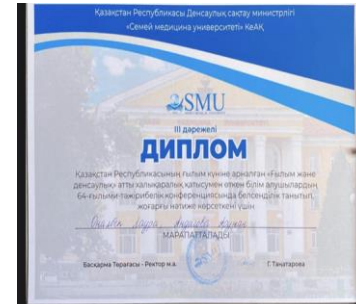 Қазақстан Республикасы Денсаулық сақтау министрлігі
«Семей медицина университеті» КеАҚ
SMU
III дәрежелі
ДИПЛОМ
Қазақстан Республикасының ғылым күніне арналған «Ғылым және
денсаулық» атты халықаралық қатысумен өткен білім алушылардың
64-ғылыми-тәжірибелік конференциясында белсенділік танытып,
жоғарғы нәтиже көрсеткені үшін
МАРАПАТТАЛАДЫ
Басқарма Төрағасы - Ректор м.а.
Г. Танатарова